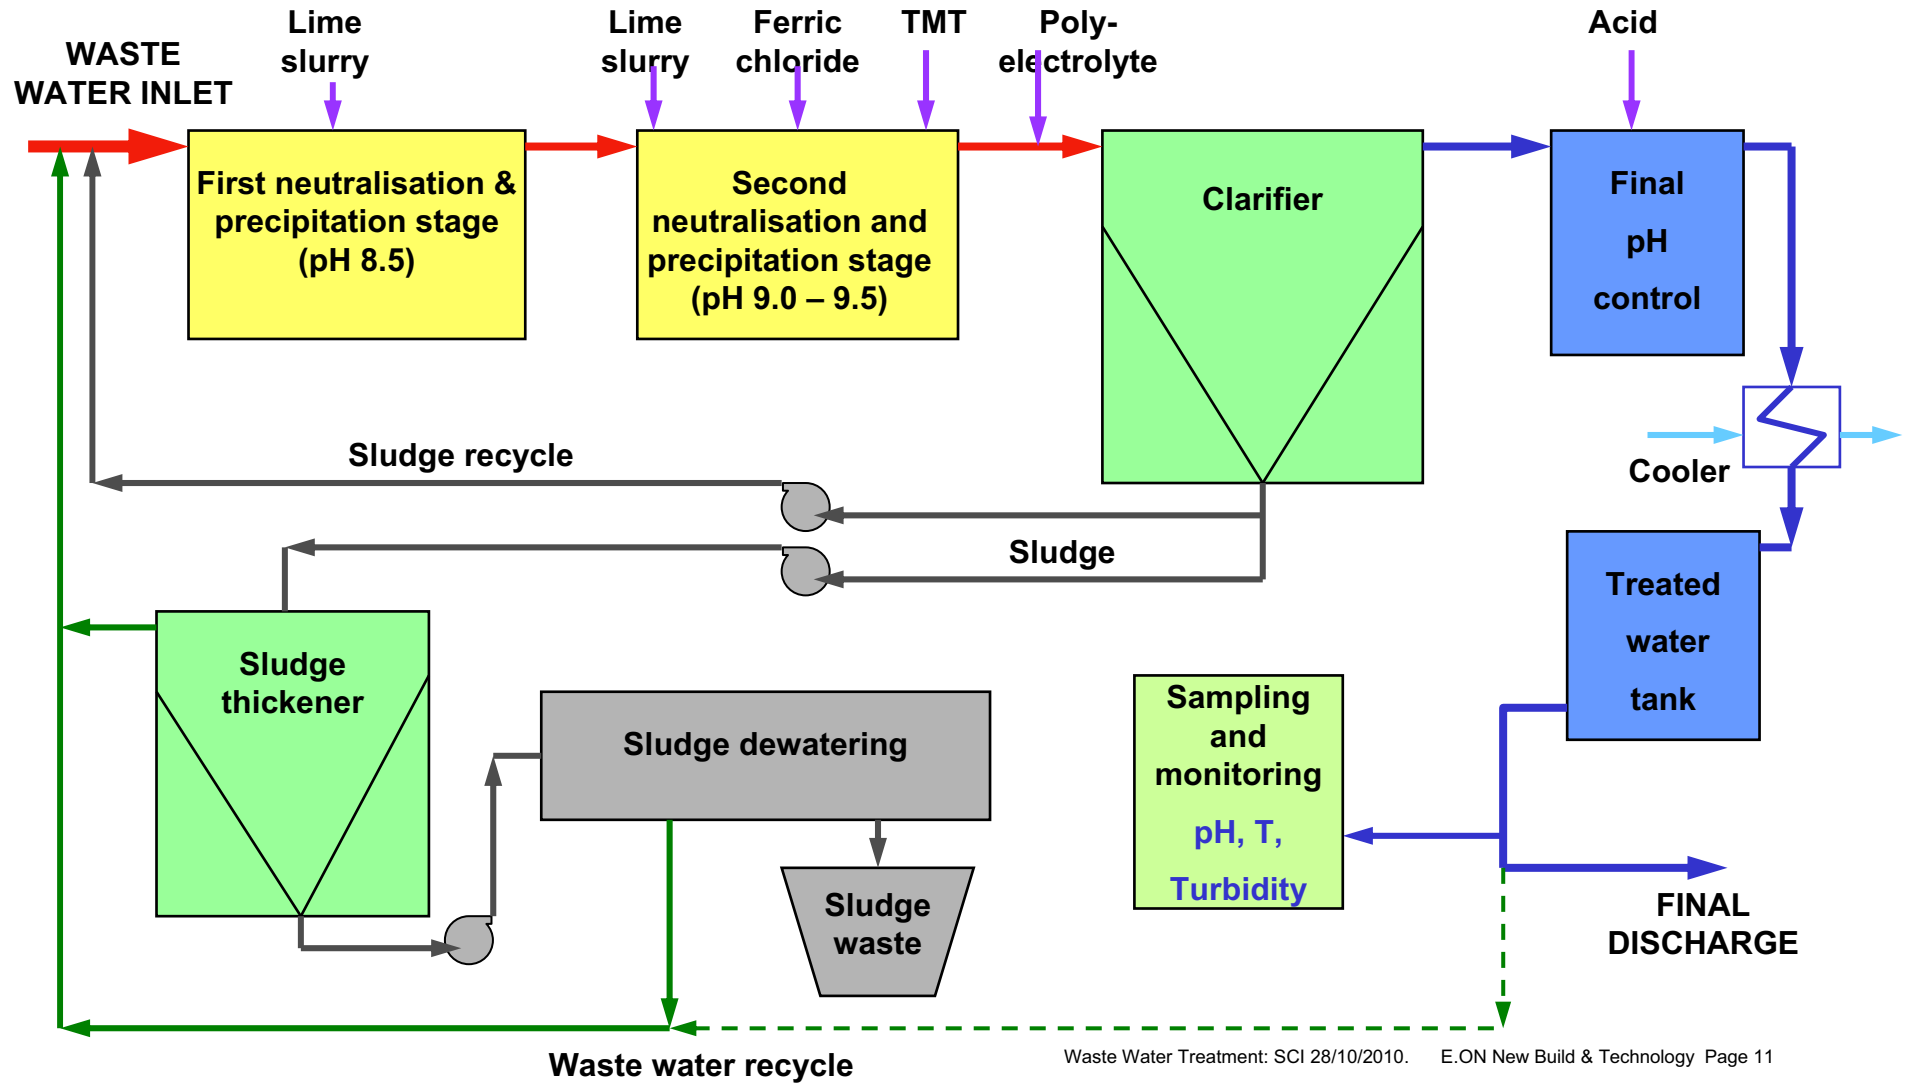 Lime
slurry
Lime
slurry
Ferric
chloride
TMT
Poly-
electrolyte
Acid
WASTE
WATER INLET
First neutralisation &
precipitation stage
(pH 8.5)
Second
neutralisation and
precipitation stage
(pH 9.0 – 9.5)
Clarifier
Final
pH
control
Sludge recycle
Cooler
Sludge
Treated
water
tank
Sludge
thickener
Sludge dewatering
Sampling
and
monitoring
pH, T,
Turbidity
Sludge
waste
FINAL
DISCHARGE
Waste water recycle
Waste Water Treatment: SCI 28/10/2010. E.ON New Build & Technology Page 11